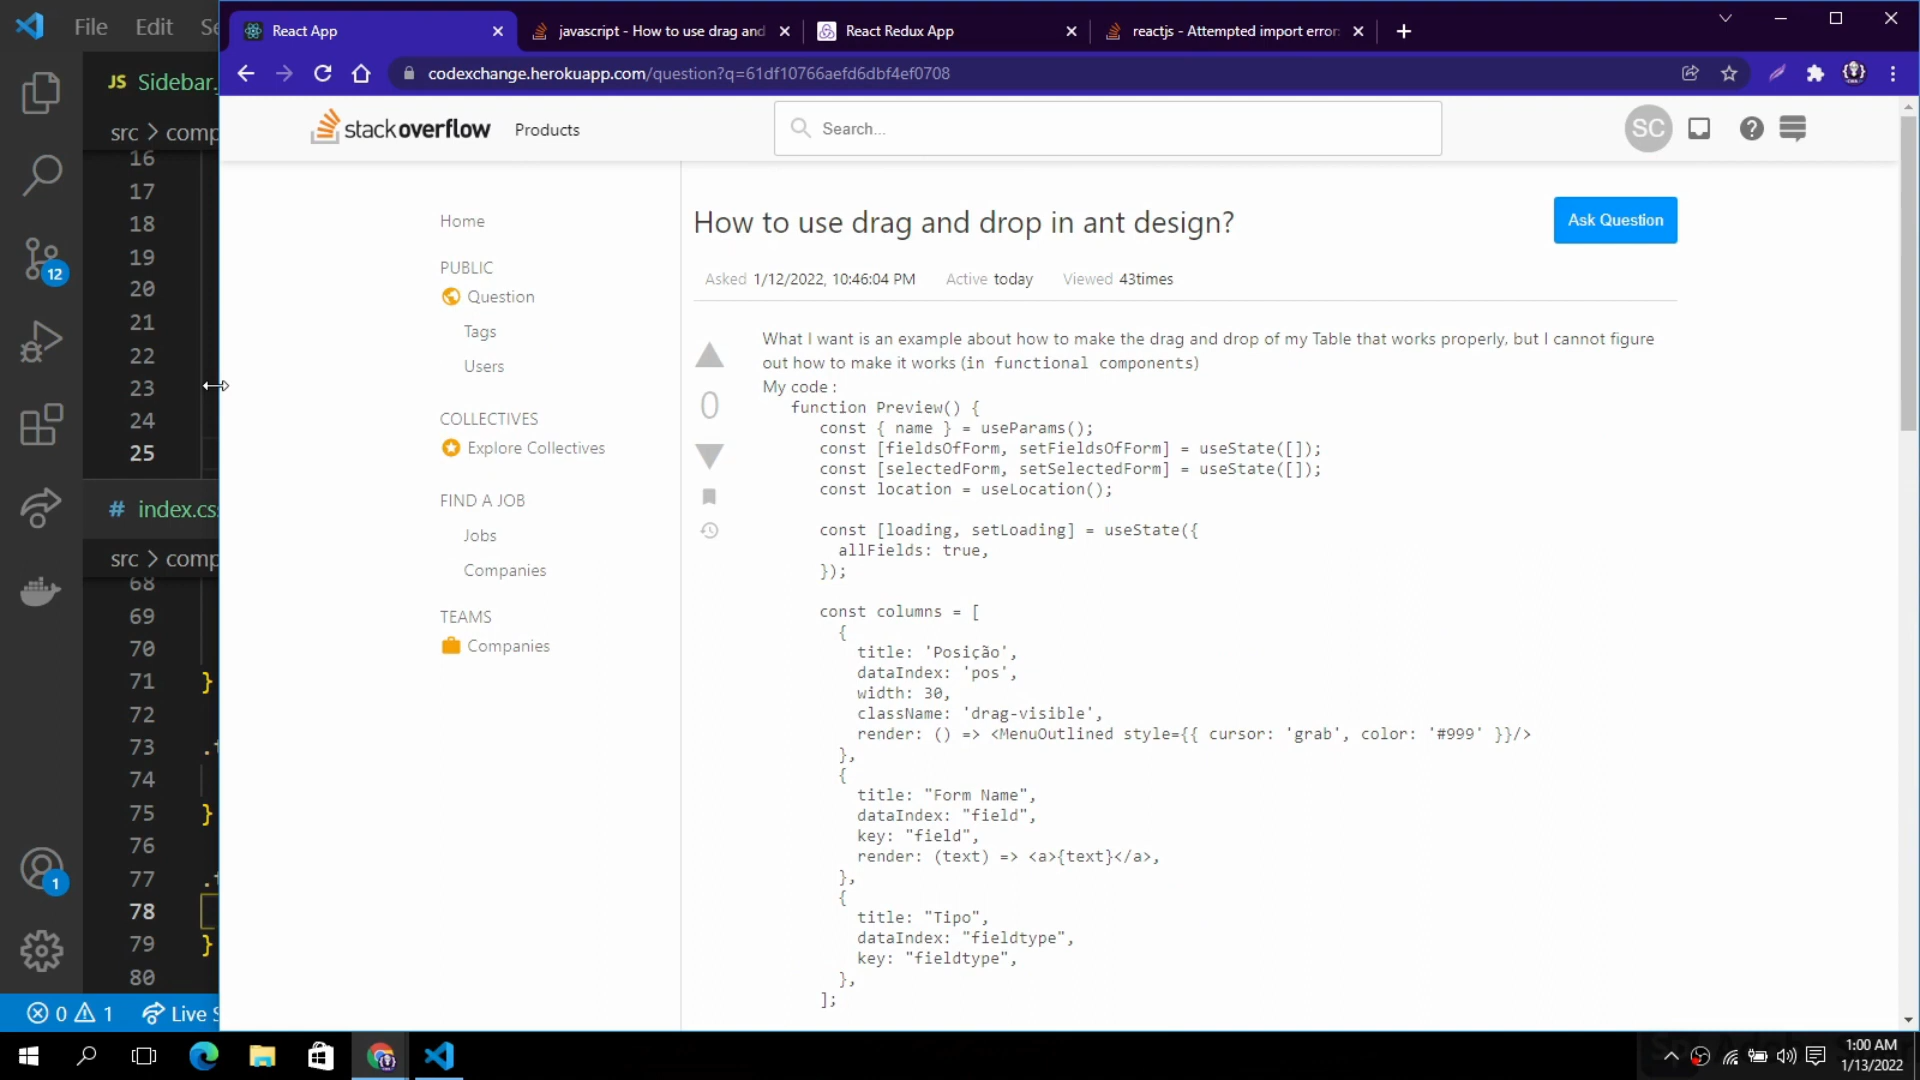 File Edit
React App
javascript - How to use drag and
React Redux App
reactjs - Attempted import error:
codexchange.herokuapp.com/question?q=61df10766aefd6dbf4ef0708
JS Sidebar.
src > comp
16
17
18
19
20
21
22
23
24
25
# index.cs
src > comp
68
69
70
71 }
72
73
74
75 }
76
77
78
79 }
80
12
1
0 1 Live S
stackoverflow Products Search... SC
Home
PUBLIC
Question
Tags
Users
COLLECTIVES
Explore Collectives
FIND A JOB
Jobs
Companies
TEAMS
Companies
How to use drag and drop in ant design?
Ask Question
Asked 1/12/2022, 10:46:04 PM Active today Viewed 43times
0
What I want is an example about how to make the drag and drop of my Table that works properly, but I cannot figure
out how to make it works (in functional components)
My code :
function Preview() {
const { name } = useParams();
const [fieldsOfForm, setFieldsOfForm] = useState([]);
const [selectedForm, setSelectedForm] = useState([]);
const location = useLocation();
const [loading, setLoading] = useState({
allFields: true,
});
const columns = [
{
title: 'Posição',
dataIndex: 'pos',
width: 30,
className: 'drag-visible',
render: () => <MenuOutlined style={{ cursor: 'grab', color: '#999' }}/>
},
{
title: "Form Name",
dataIndex: "field",
key: "field",
render: (text) => <a>{text}</a>,
},
{
title: "Tipo",
dataIndex: "fieldtype",
key: "fieldtype",
},
];
1:00 AM
1/13/2022